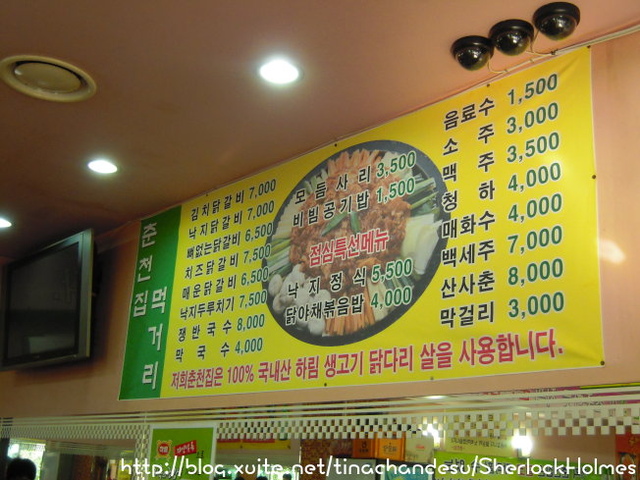 춘천집 먹거리
김치닭갈비 7,000
낙지닭갈비 7,000
뼈없는닭갈비 6,500
치즈닭갈비 7,500
매운닭갈비 6,500
낙지두루치기 7,500
쟁반국수 8,000
막국수 4,000
모듬사리 3,500
비빔공기밥 1,500
점심특선메뉴
낙지정식 5,500
닭야채볶음밥 4,000
음료수 1,500
소주 3,000
맥주 3,500
청하 4,000
매화수 4,000
백세주 7,000
산사춘 8,000
막걸리 3,000
저희춘천집은 100% 국내산 하림 생고기 닭다리 살을 사용합니다.
http://blog.xuite.net/tinachandesu/SherlockHolmes